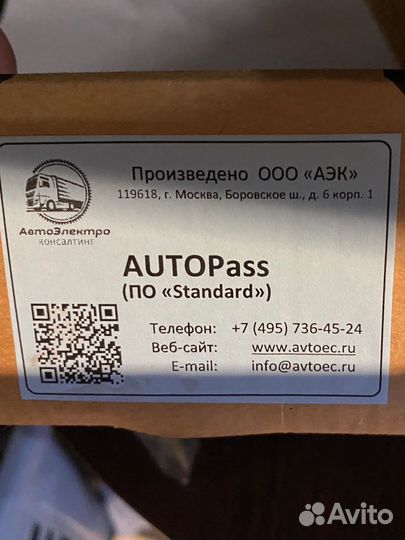 Произведено ООО «АЭК»
119618, г. Москва, Боровское ш., д. 6 корп. 1
АвтоЭлектро
КОНСАЛТИНГ
AUTOPass
(ПО «Standard»)
Телефон: +7 (495) 736-45-24
Веб-сайт: www.avtoec.ru
E-mail: info@avtoec.ru
Avito